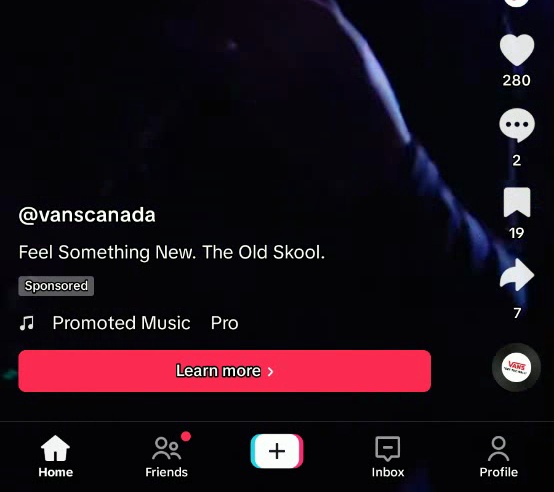 280
2
19
7
@vanscanada
Feel Something New. The Old Skool.
Sponsored
Promoted Music Pro
Learn more
VANS
Home
Friends
Inbox
Profile